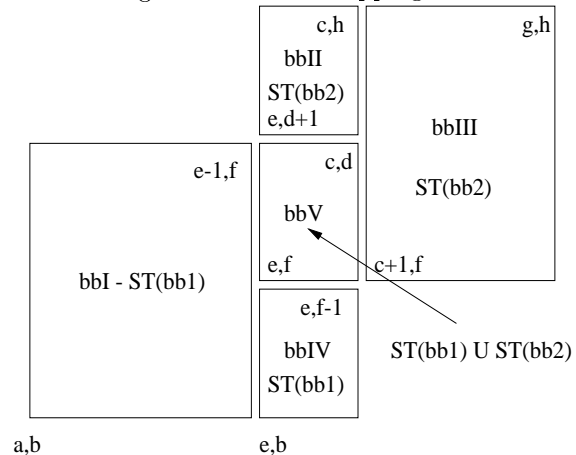 c,h
bbII
ST(bb2)
e,d+1
g,h
bbIII
ST(bb2)
c+1,f
e-1,f
bbI - ST(bb1)
c,d
bbV
e,f
e,f-1
bbIV
ST(bb1)
ST(bb1) U ST(bb2)
a,b
e,b